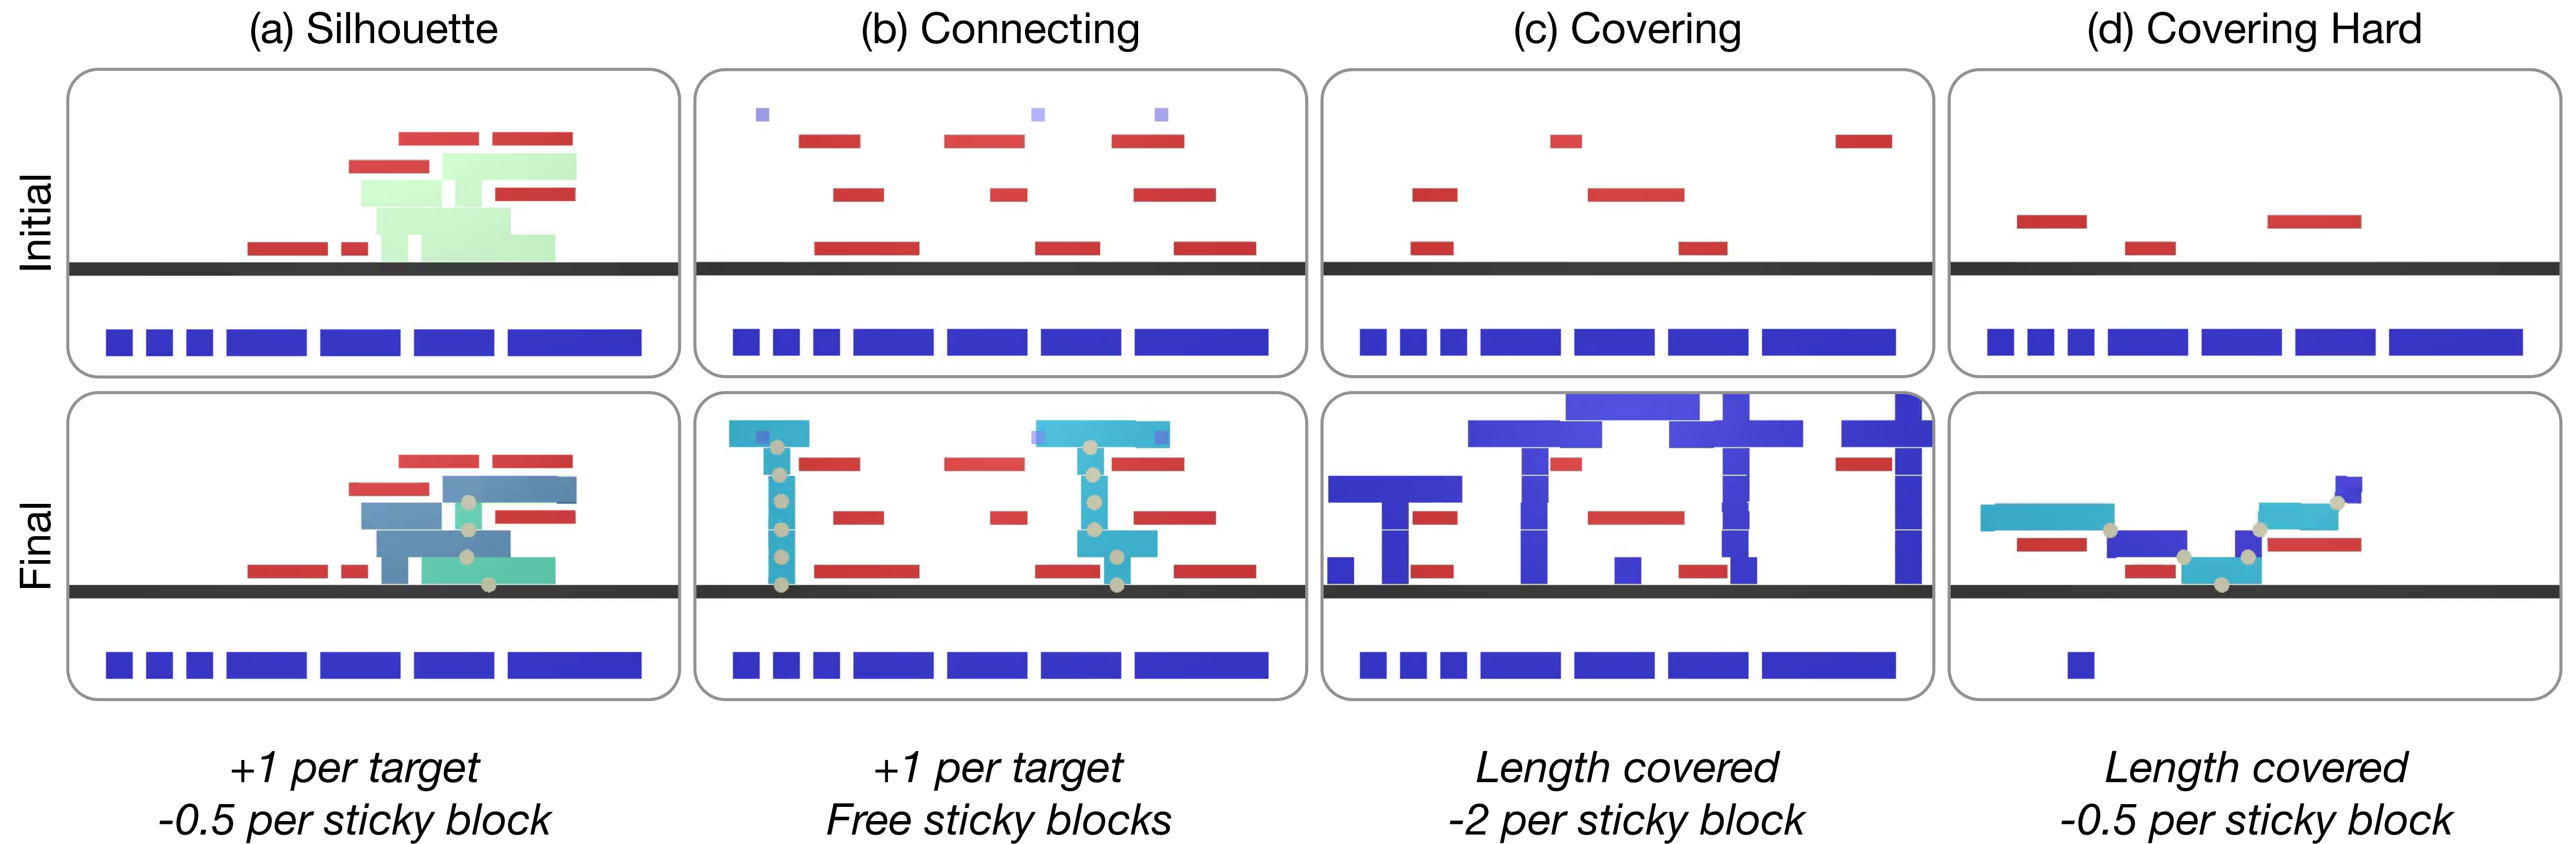 (a) Silhouette
(b) Connecting
(c) Covering
(d) Covering Hard
Initial
Final
+1 per target
-0.5 per sticky block
+1 per target
Free sticky blocks
Length covered
-2 per sticky block
Length covered
-0.5 per sticky block